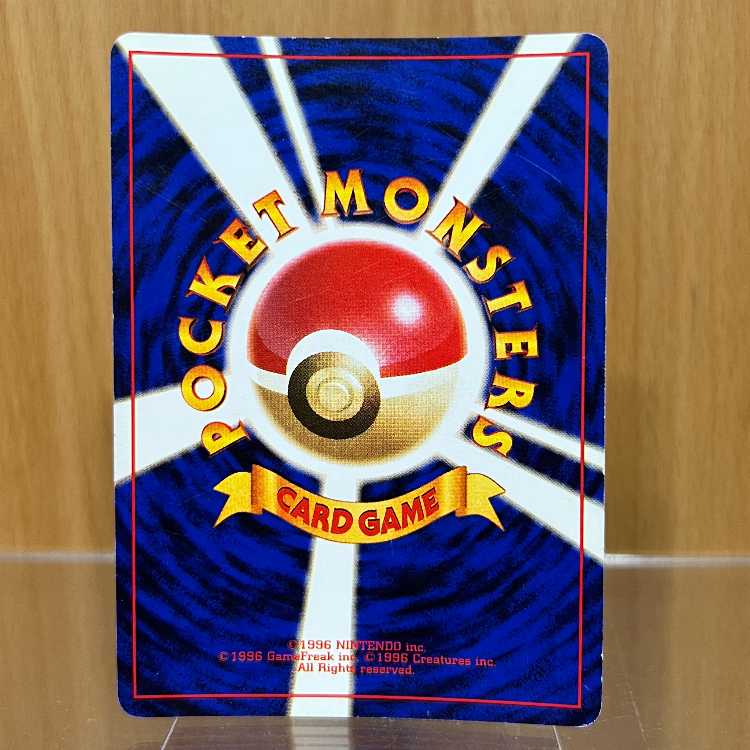 POCKET MONSTERS
CARD GAME
©1996 NINTENDO inc.
©1996 GameFreak inc. ©1996 Creatures inc.
All Rights reserved.